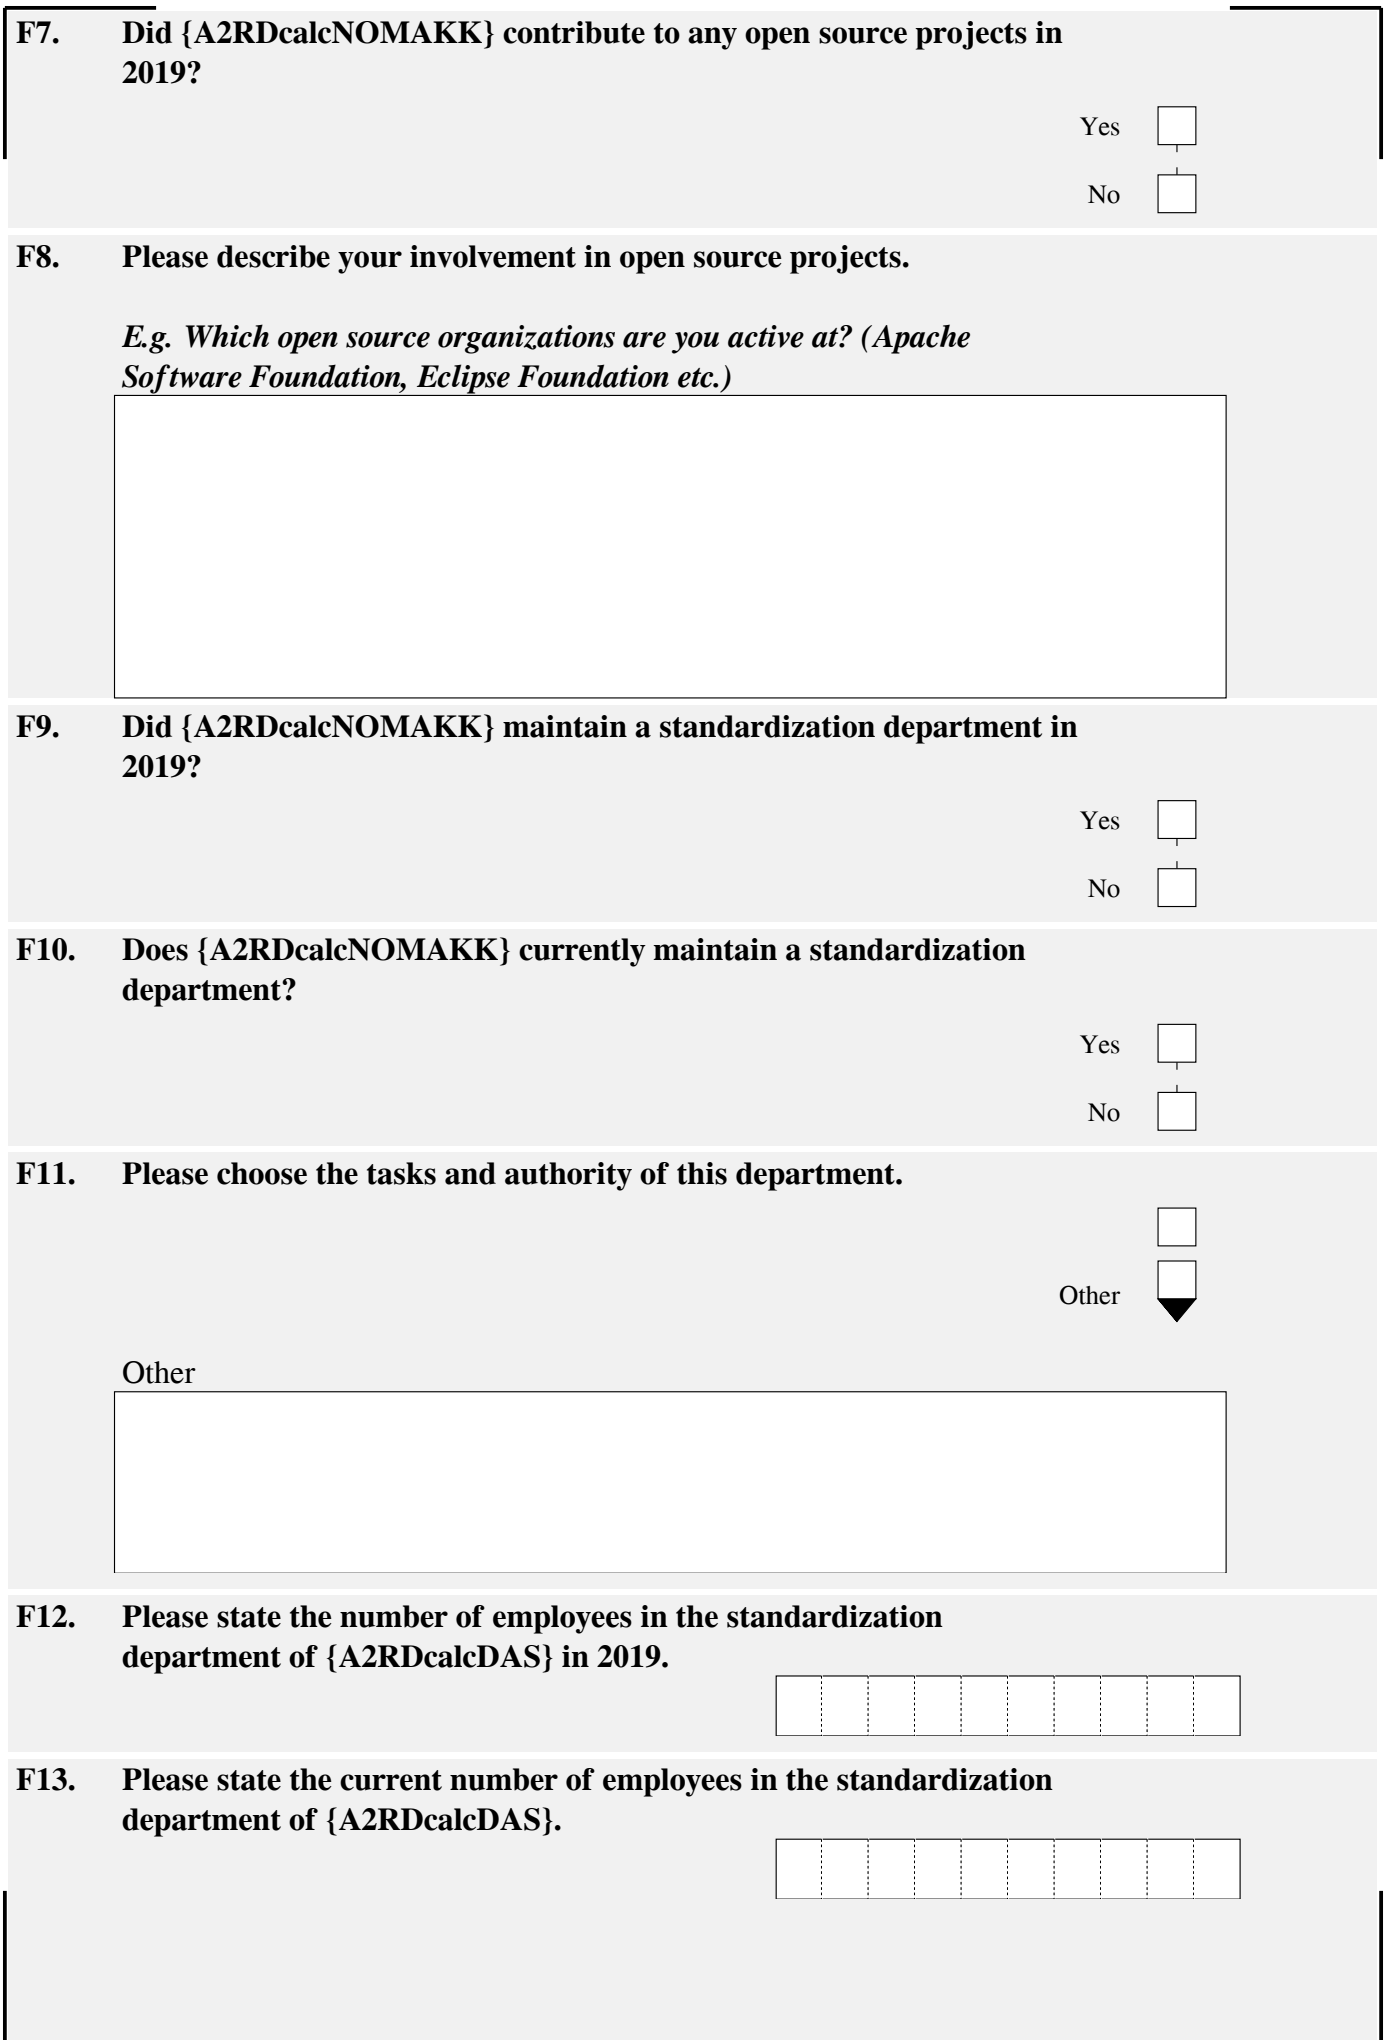 F7. Did {A2RDcalcNOMAKK} contribute to any open source projects in
2019?
Yes
No
F8. Please describe your involvement in open source projects.
E.g. Which open source organizations are you active at? (Apache
Software Foundation, Eclipse Foundation etc.)
F9. Did {A2RDcalcNOMAKK} maintain a standardization department in
2019?
Yes
No
F10. Does {A2RDcalcNOMAKK} currently maintain a standardization
department?
Yes
No
F11. Please choose the tasks and authority of this department.
Other
Other
F12. Please state the number of employees in the standardization
department of {A2RDcalcDAS} in 2019.
F13. Please state the current number of employees in the standardization
department of {A2RDcalcDAS}.